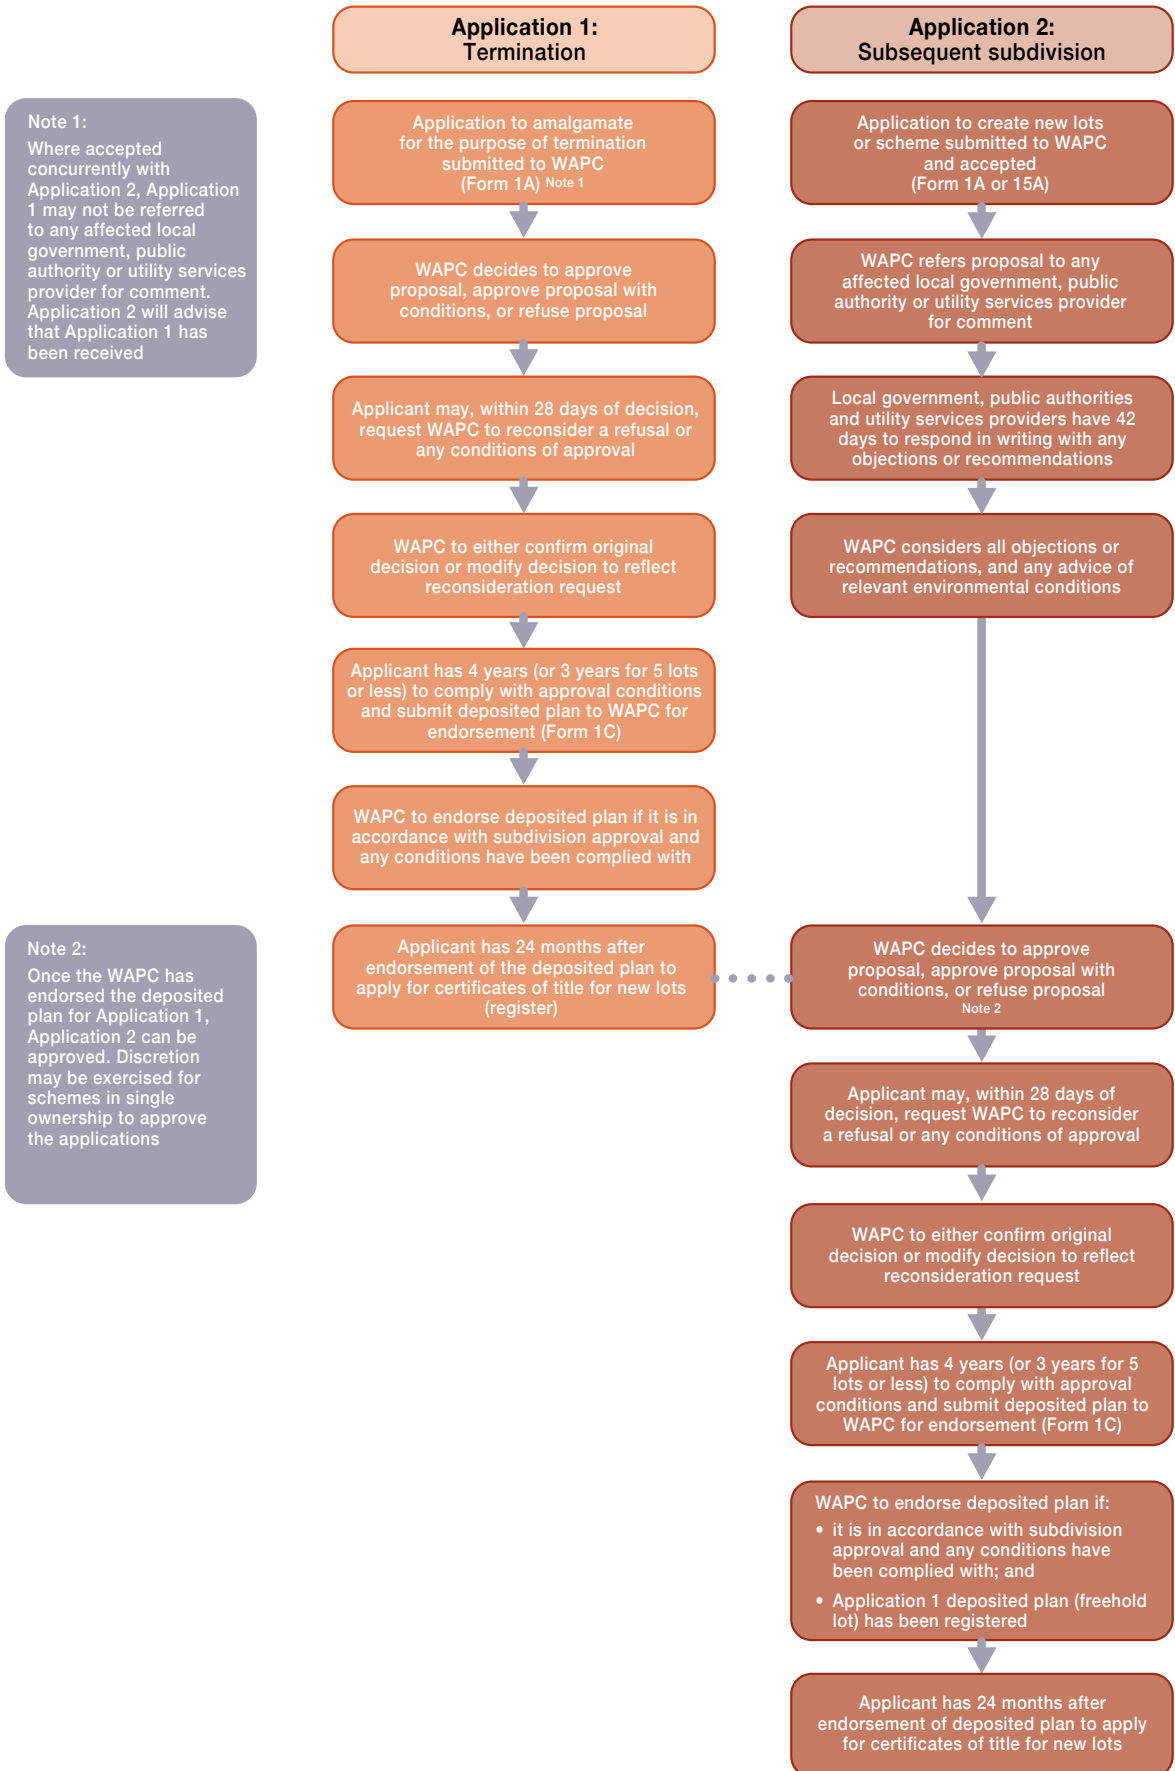 Application 1:
Termination
Application 2:
Subsequent subdivision
Note 1:
Where accepted
concurrently with
Application 2, Application
1 may not be referred
to any affected local
government, public
authority or utility services
provider for comment.
Application 2 will advise
that Application 1 has
been received
Application to amalgamate
for the purpose of termination
submitted to WAPC
(Form 1A) Note 1
WAPC decides to approve
proposal, approve proposal with
conditions, or refuse proposal
Applicant may, within 28 days of decision,
request WAPC to reconsider a refusal or
any conditions of approval
WAPC to either confirm original
decision or modify decision to reflect
reconsideration request
Applicant has 4 years (or 3 years for 5 lots
or less) to comply with approval conditions
and submit deposited plan to WAPC for
endorsement (Form 1C)
WAPC to endorse deposited plan if it is in
accordance with subdivision approval and
any conditions have been complied with
Applicant has 24 months after
endorsement of the deposited plan to
apply for certificates of title for new lots
(register)
Application to create new lots
or scheme submitted to WAPC
and accepted
(Form 1A or 15A)
WAPC refers proposal to any
affected local government, public
authority or utility services provider
for comment
Local government, public authorities
and utility services providers have 42
days to respond in writing with any
objections or recommendations
WAPC considers all objections or
recommendations, and any advice of
relevant environmental conditions
Note 2:
Once the WAPC has
endorsed the deposited
plan for Application 1,
Application 2 can be
approved. Discretion
may be exercised for
schemes in single
ownership to approve
the applications
WAPC decides to approve
proposal, approve proposal with
conditions, or refuse proposal
Note 2
Applicant may, within 28 days of
decision, request WAPC to reconsider
a refusal or any conditions of approval
WAPC to either confirm original
decision or modify decision to reflect
reconsideration request
Applicant has 4 years (or 3 years for 5
lots or less) to comply with approval
conditions and submit deposited plan to
WAPC for endorsement (Form 1C)
WAPC to endorse deposited plan if:
• it is in accordance with subdivision
approval and any conditions have
been complied with; and
• Application 1 deposited plan (freehold
lot) has been registered
Applicant has 24 months after
endorsement of deposited plan to apply
for certificates of title for new lots